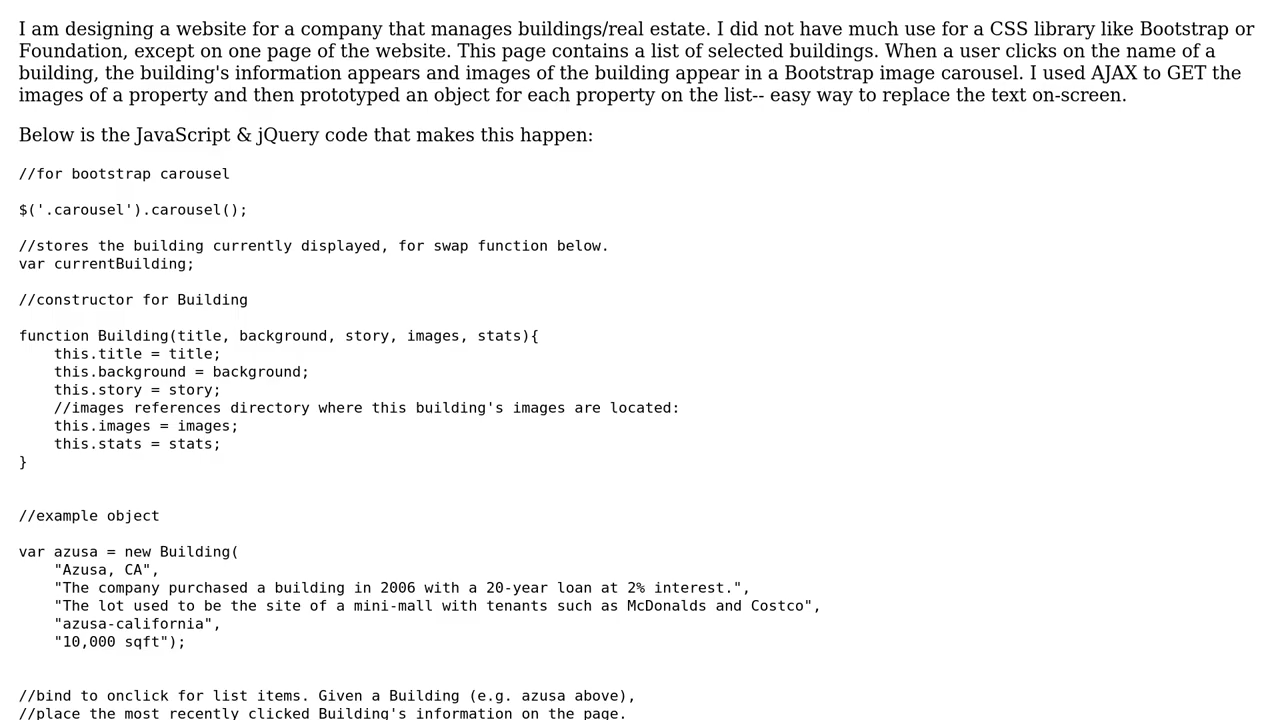 I am designing a website for a company that manages buildings/real estate. I did not have much use for a CSS library like Bootstrap or
Foundation, except on one page of the website. This page contains a list of selected buildings. When a user clicks on the name of a
building, the building's information appears and images of the building appear in a Bootstrap image carousel. I used AJAX to GET the
images of a property and then prototyped an object for each property on the list-- easy way to replace the text on-screen.
Below is the JavaScript & jQuery code that makes this happen:
//for bootstrap carousel
$('.carousel').carousel();
//stores the building currently displayed, for swap function below.
var currentBuilding;
//constructor for Building
function Building(title, background, story, images, stats){
    this.title = title;
    this.background = background;
    this.story = story;
    //images references directory where this building's images are located:
    this.images = images;
    this.stats = stats;
}
//example object
var azusa = new Building(
    "Azusa, CA",
    "The company purchased a building in 2006 with a 20-year loan at 2% interest.",
    "The lot used to be the site of a mini-mall with tenants such as McDonalds and Costco",
    "azusa-california",
    "10,000 sqft");
//bind to onclick for list items. Given a Building (e.g. azusa above),
//place the most recently clicked Building's information on the page.